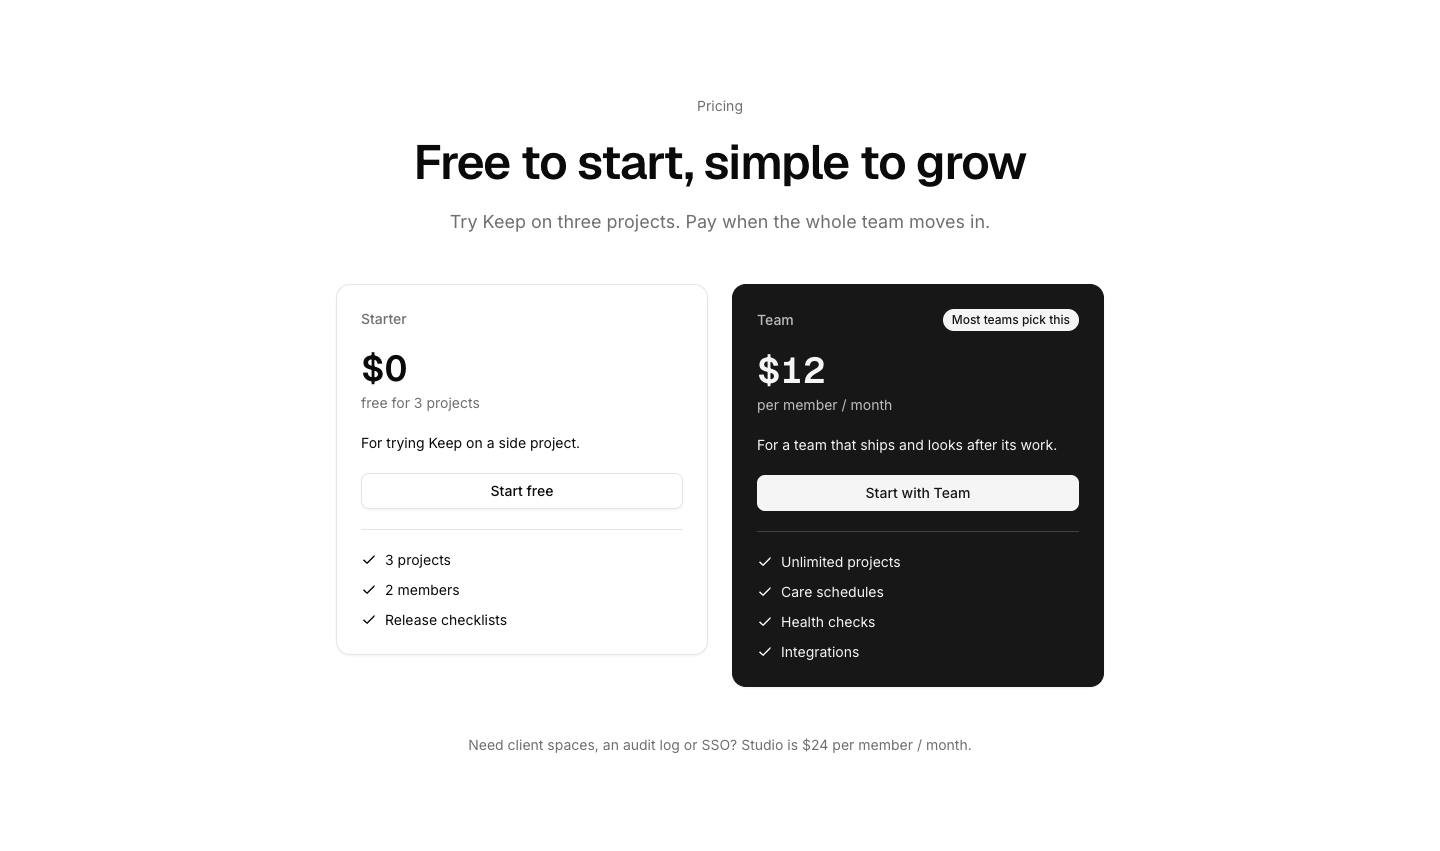 Pricing
Free to start, simple to grow
Try Keep on three projects. Pay when the whole team moves in.
Starter
$0
free for 3 projects
For trying Keep on a side project.
Start free
3 projects
2 members
Release checklists
Team
Most teams pick this
$12
per member / month
For a team that ships and looks after its work.
Start with Team
Unlimited projects
Care schedules
Health checks
Integrations
Need client spaces, an audit log or SSO? Studio is $24 per member / month.